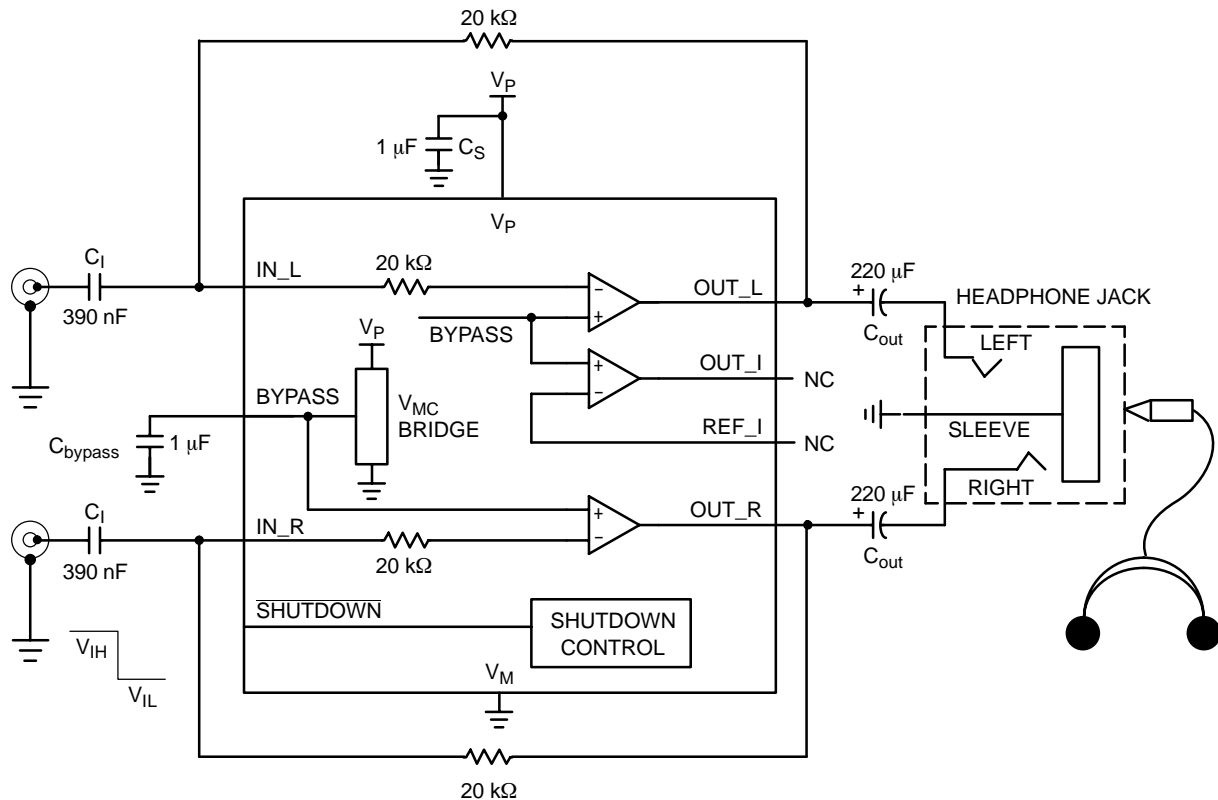 20 kΩ
V_P
1 μF C_S
V_P
C_I
390 nF
IN_L
20 kΩ
OUT_L
220 μF
+
C_out
HEADPHONE JACK
LEFT
−
+
BYPASS
V_P
+
−
OUT_I
NC
BYPASS
V_MC
BRIDGE
REF_I
NC
SLEEVE
C_bypass 1 μF
RIGHT
C_I
390 nF
IN_R
20 kΩ
+
−
OUT_R
220 μF
+
C_out
SHUTDOWN
SHUTDOWN
CONTROL
V_IH
V_IL
V_M
20 kΩ